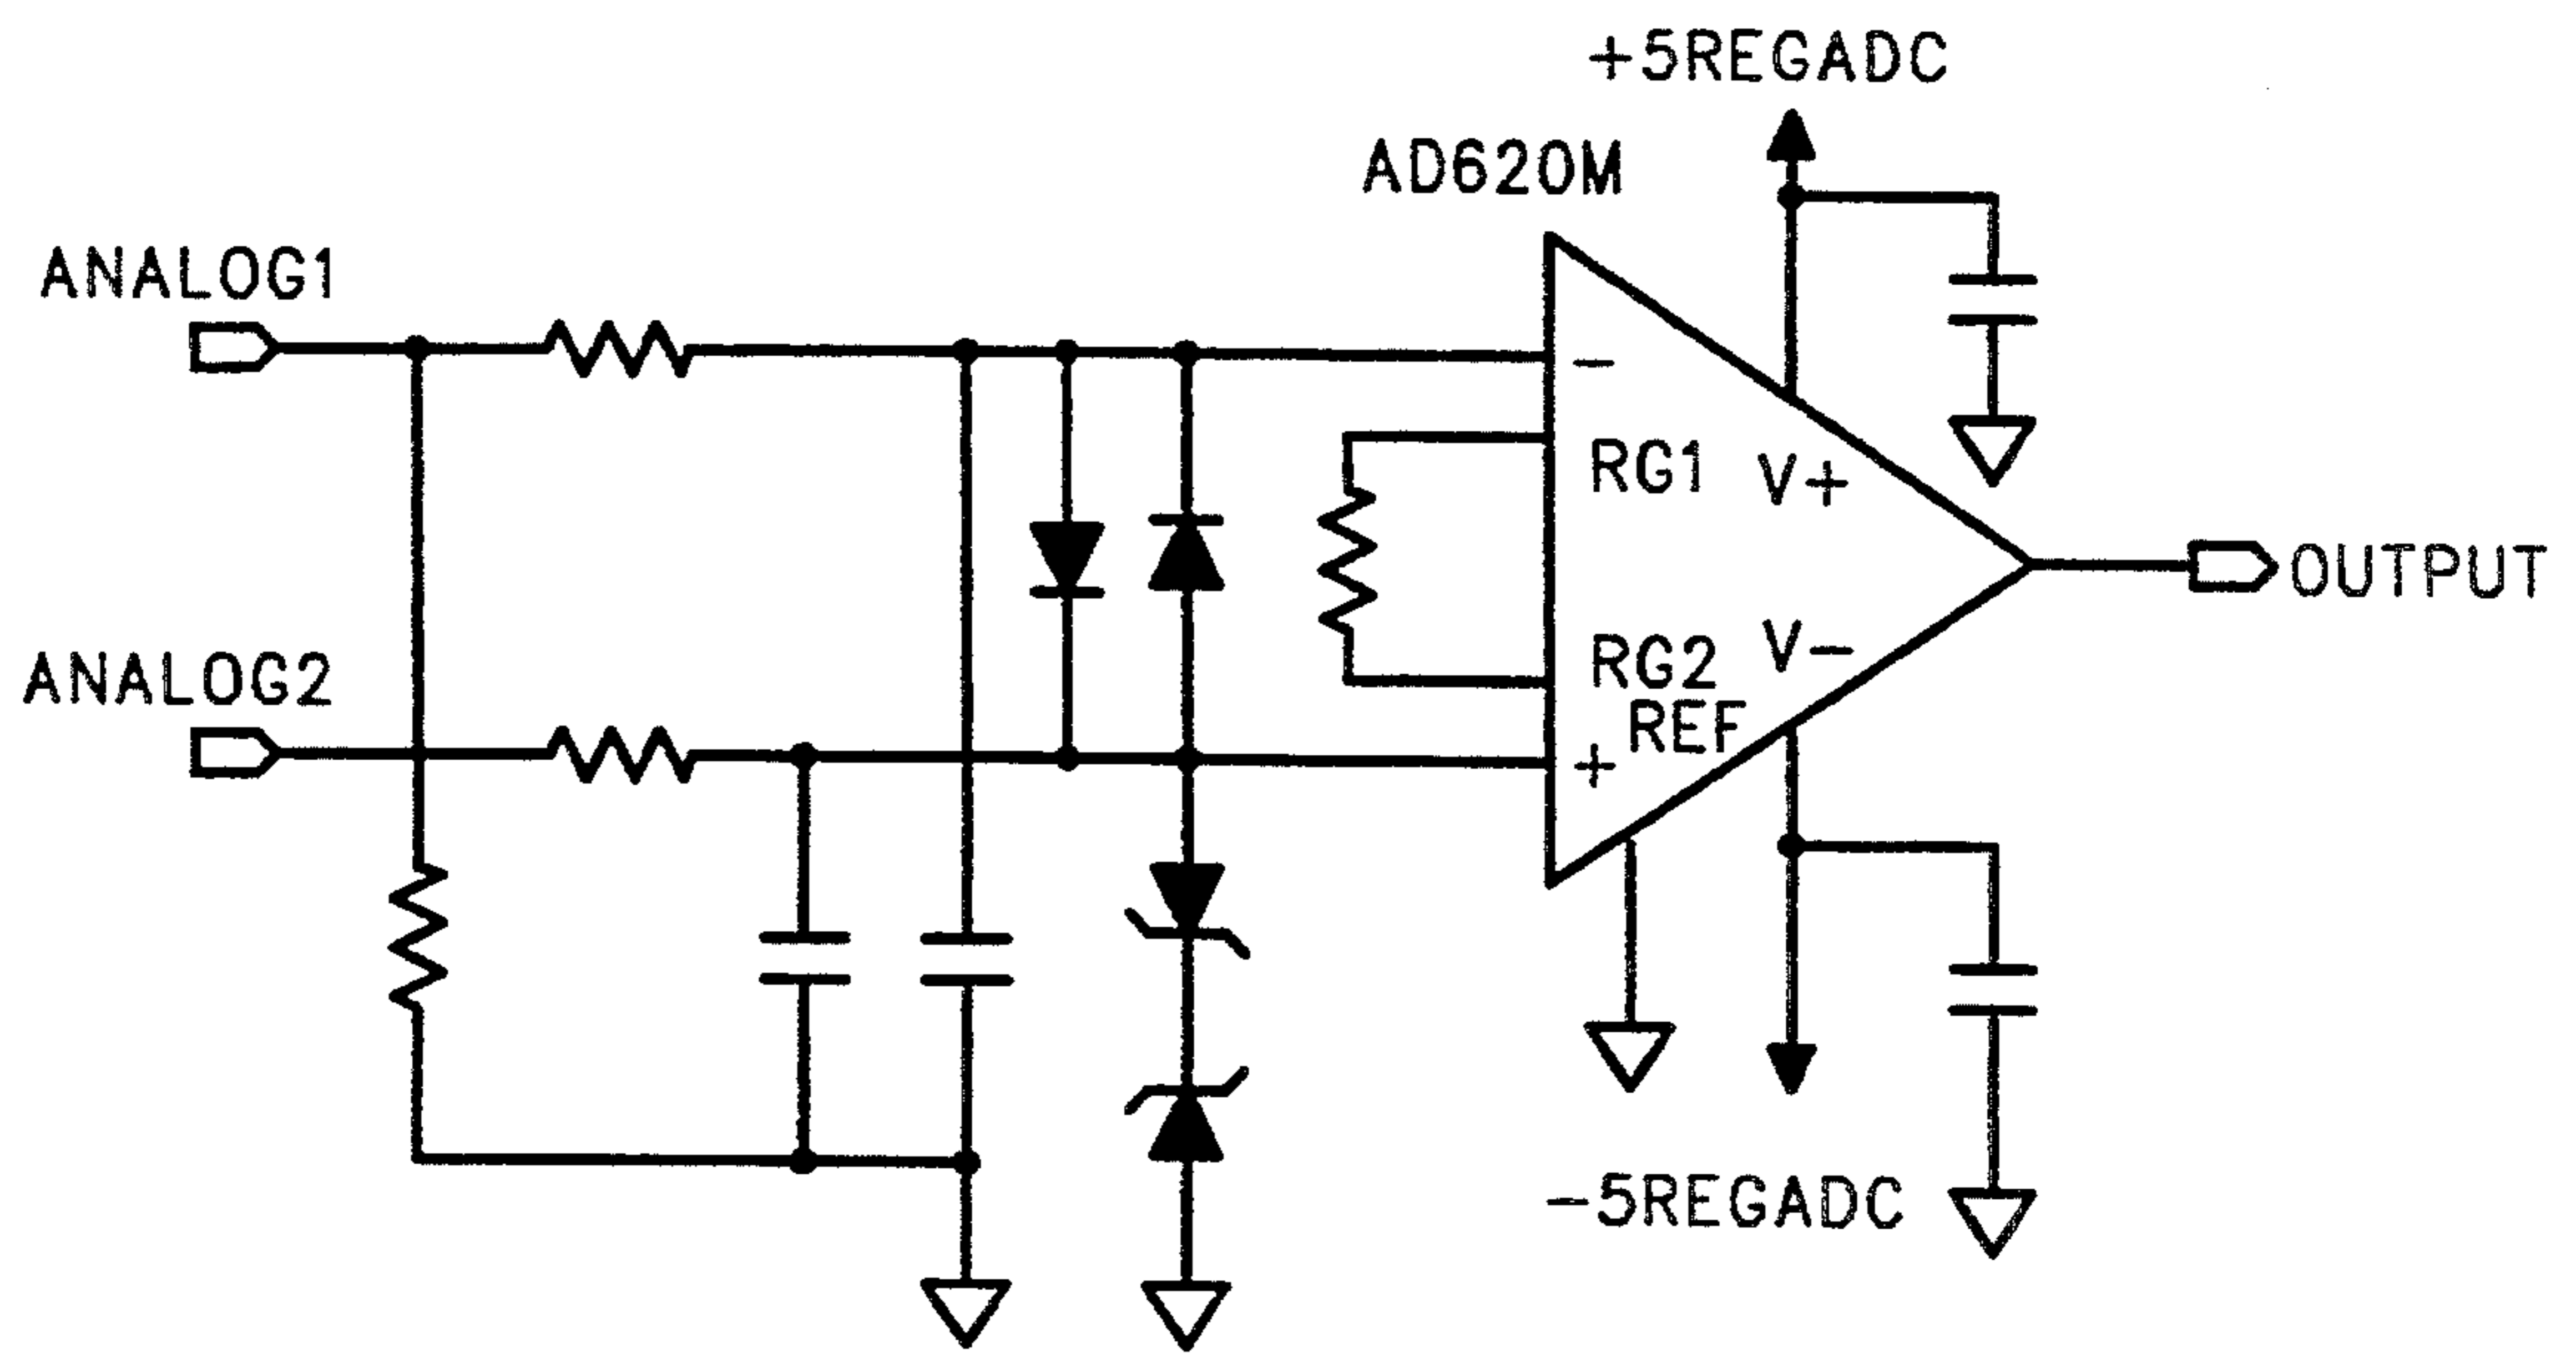 +5REGADC
AD620M
ANALOG1
-
RG1
V+
OUTPUT
ANALOG2
RG2
V-
REF
+
-5REGADC